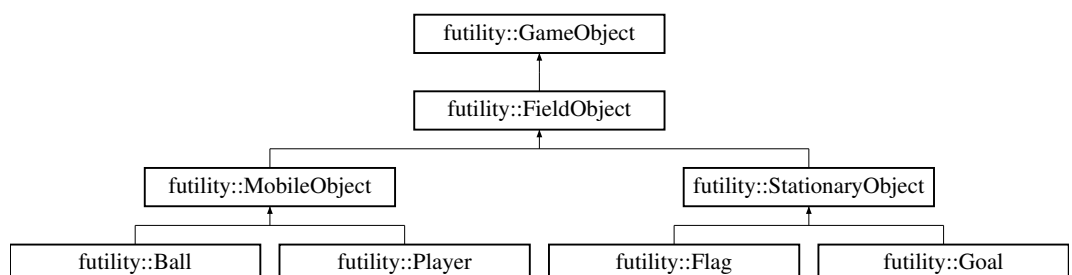 futility::GameObject
futility::FieldObject
futility::MobileObject
futility::StationaryObject
futility::Ball
futility::Player
futility::Flag
futility::Goal